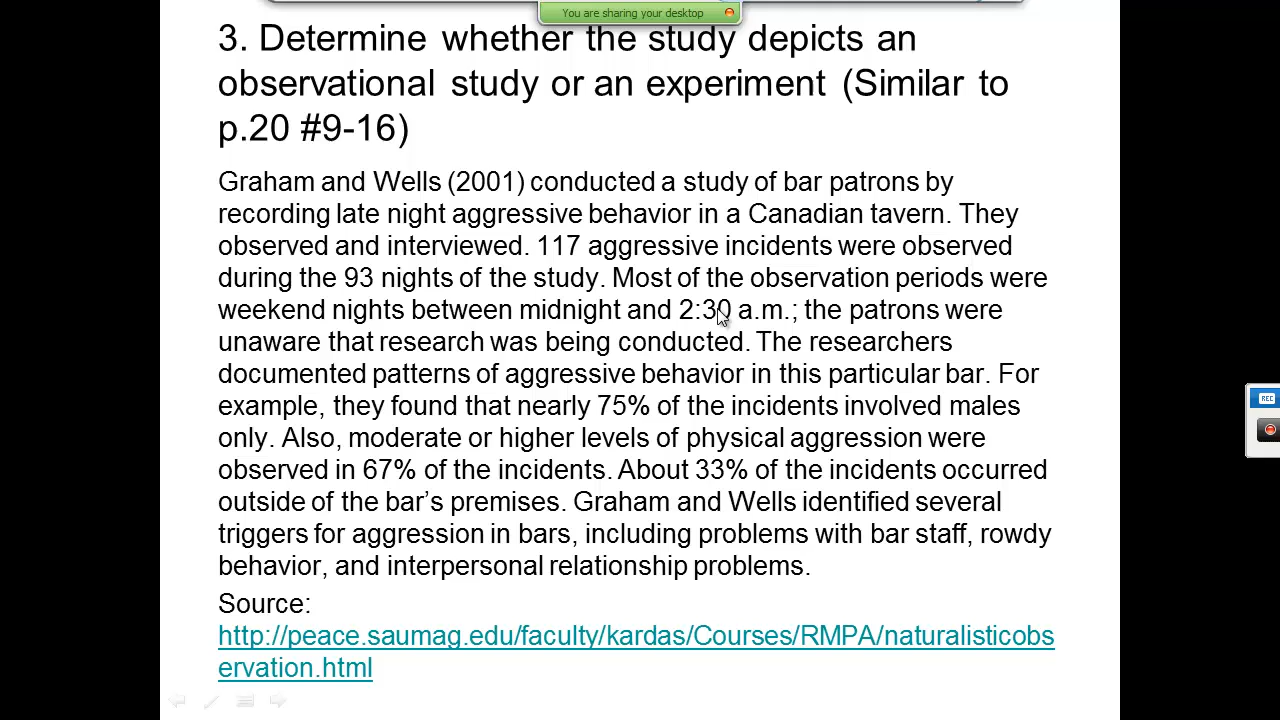 You are sharing your desktop
3. Determine whether the study depicts an
observational study or an experiment (Similar to
p.20 #9-16)
Graham and Wells (2001) conducted a study of bar patrons by
recording late night aggressive behavior in a Canadian tavern. They
observed and interviewed. 117 aggressive incidents were observed
during the 93 nights of the study. Most of the observation periods were
weekend nights between midnight and 2:30 a.m.; the patrons were
unaware that research was being conducted. The researchers
documented patterns of aggressive behavior in this particular bar. For
example, they found that nearly 75% of the incidents involved males
only. Also, moderate or higher levels of physical aggression were
observed in 67% of the incidents. About 33% of the incidents occurred
outside of the bar's premises. Graham and Wells identified several
triggers for aggression in bars, including problems with bar staff, rowdy
behavior, and interpersonal relationship problems.
Source:
http://peace.saumag.edu/faculty/kardas/Courses/RMPA/naturalisticobs
ervation.html
REC